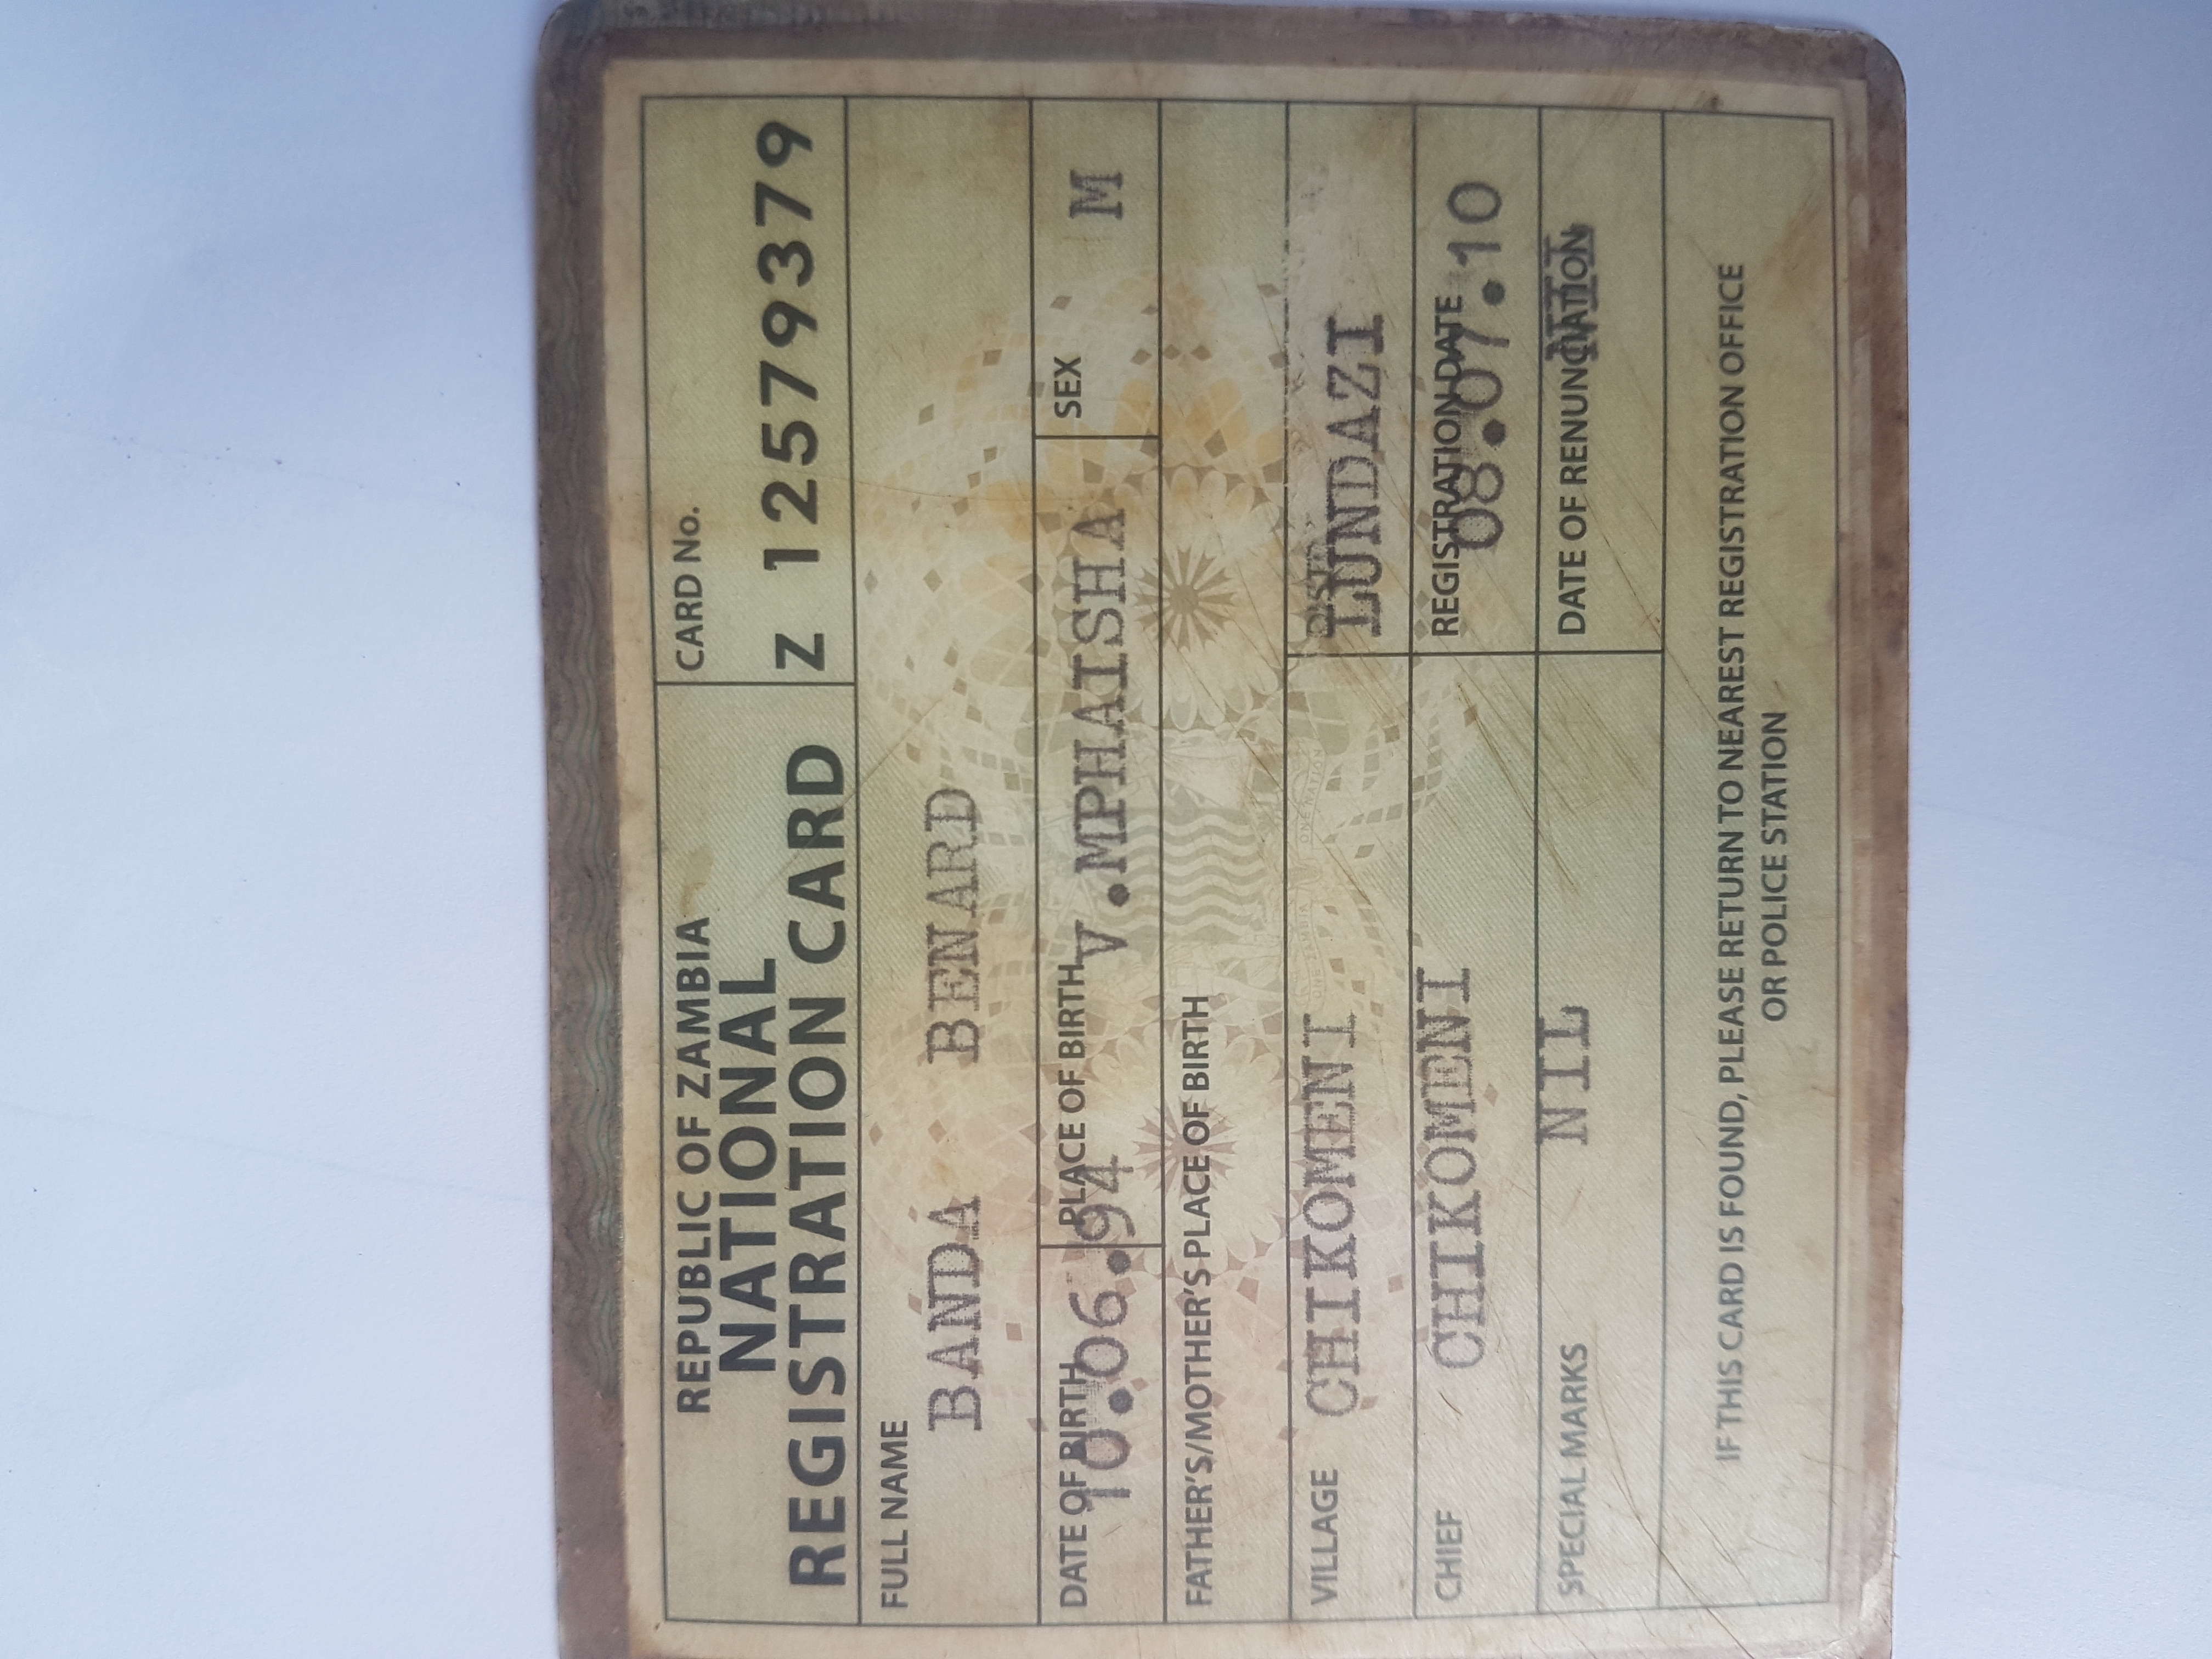 REPUBLIC OF ZAMBIA
NATIONAL
REGISTRATION CARD
CARD No.
Z 12579379
FULL NAME
BANDA BENARD
DATE OF BIRTH
10.06.94
PLACE OF BIRTH
V.MPHAISHA
SEX
M
FATHER'S/MOTHER'S PLACE OF BIRTH
VILLAGE CHIKOMENI
LUNDAZI
CHIEF CHIKOMENI
REGISTRATION DATE
08.07.10
SPECIAL MARKS NIL
DATE OF RENUNCIATION
NIL
IF THIS CARD IS FOUND, PLEASE RETURN TO NEAREST REGISTRATION OFFICE
OR POLICE STATION